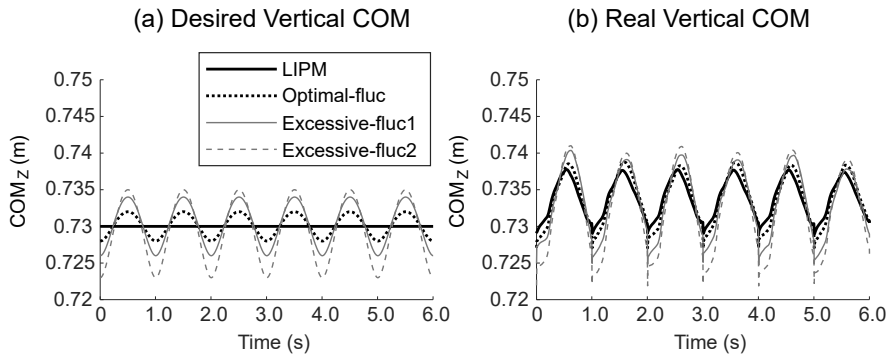 (a) Desired Vertical COM
(b) Real Vertical COM
LIPM
Optimal-fluc
Excessive-fluc1
Excessive-fluc2
COM_Z (m)
0.75
0.745
0.74
0.735
0.73
0.725
0.72
0 1.0 2.0 3.0 4.0 5.0 6.0
Time (s)
COM_Z (m)
0.75
0.745
0.74
0.735
0.73
0.725
0.72
0 1.0 2.0 3.0 4.0 5.0 6.0
Time (s)